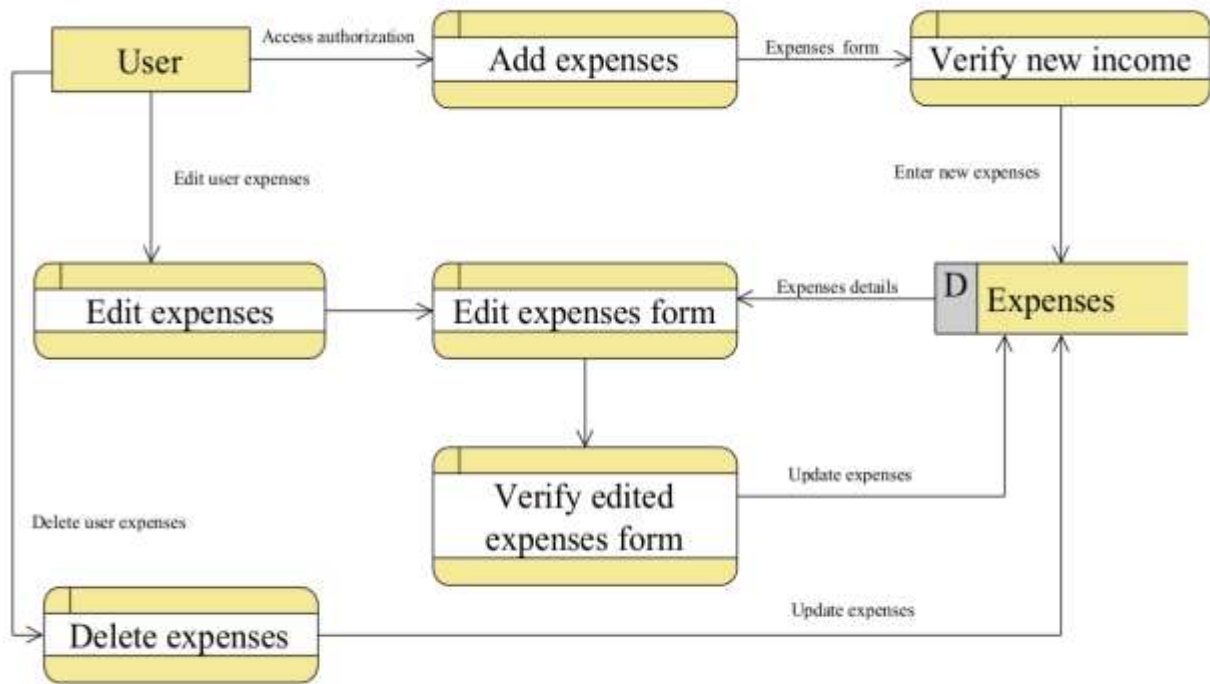 User
Access authorization
Add expenses
Expenses form
Verify new income
Edit user expenses
Enter new expenses
Edit expenses
Edit expenses form
Expenses details
D
Expenses
Verify edited
expenses form
Update expenses
Delete user expenses
Delete expenses
Update expenses